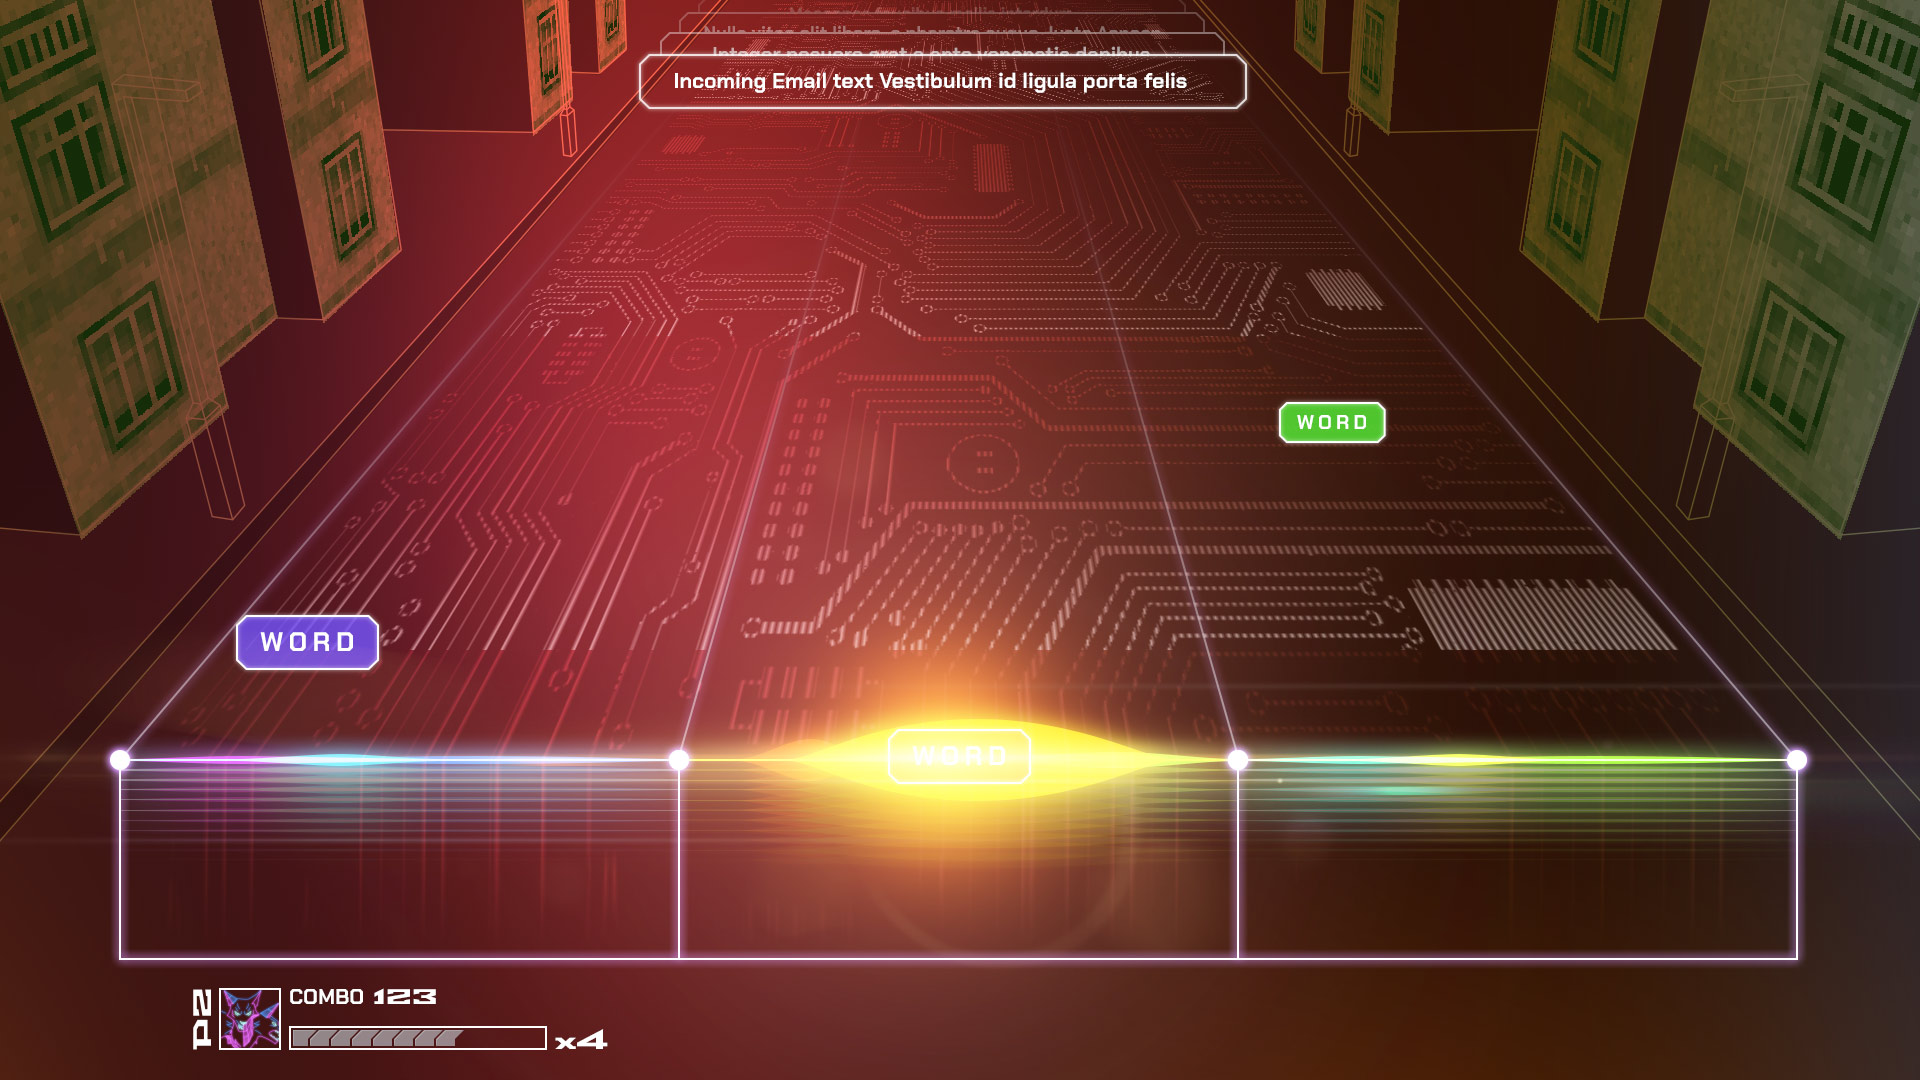 Nulla vitae elit libero, a pharetra augue. Justo Aenean
Integer posuere erat a ante venenatis dapibus
Incoming Email text Vestibulum id ligula porta felis
WORD
WORD
WORD
P2
COMBO 123
x4